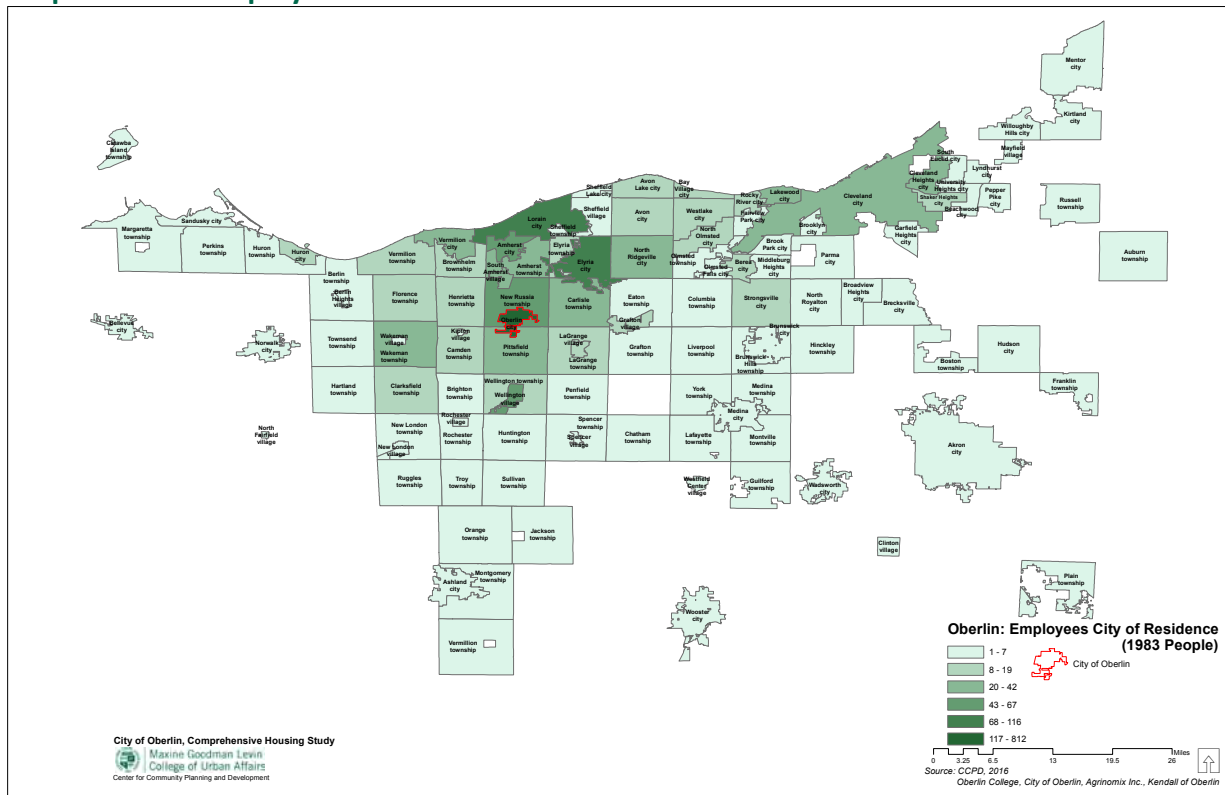 Mentor
city
Kirtland
city
Willoughby
Hills city
Mayfield
village
Catawba
Island
township
South
Euclid city
Lyndhurst
city
Cleveland
Heights city
University
Heights city
Shaker Heights
city
Beachwood
city
Pepper
Pike
city
Russell
township
Auburn
township
Garfield
Heights
city
Cleveland
city
Lakewood
city
Rocky
River city
Fairview
Park city
Brooklyn
city
Bay
Village
city
Avon
Lake city
Sheffield
Lake city
Sheffield
village
Avon
city
Westlake
city
North
Olmsted
city
Lorain
city
Sheffield
township
Elyria
township
Elyria
city
North
Ridgeville
city
Olmsted
township
Olmsted
Falls city
Berea
city
Brook
Park city
Middleburg
Heights
city
Parma
city
Margaretta
township
Sandusky city
Perkins
township
Huron
township
Huron
city
Vermilion
township
Vermilion
city
Brownhelm
township
Amherst
city
South
Amherst
village
Amherst
township
Berlin
township
Berlin
Heights
village
Florence
township
Henrietta
township
New Russia
township
Oberlin
city
Carlisle
township
Eaton
township
Grafton
village
Columbia
township
Strongsville
city
North
Royalton
city
Broadview
Heights
city
Brecksville
city
Bellevue
city
Norwalk
city
Townsend
township
Wakeman
village
Wakeman
township
Kipton
village
Camden
township
Pittsfield
township
LaGrange
village
LaGrange
township
Grafton
township
Liverpool
township
Brunswick
city
Brunswick
Hills
township
Hinckley
township
Boston
township
Hudson
city
Franklin
township
Hartland
township
Clarksfield
township
Brighton
township
Wellington township
Wellington
village
Penfield
township
York
township
Medina
township
Medina
city
North
Fairfield
village
New London
township
New London
village
Rochester
village
Rochester
township
Huntington
township
Spencer
township
Spencer
village
Chatham
township
Lafayette
township
Montville
township
Akron
city
Ruggles
township
Troy
township
Sullivan
township
Westfield
Center
village
Guilford
township
Wadsworth
city
Orange
township
Jackson
township
Clinton
village
Ashland
city
Montgomery
township
Wooster
city
Plain
township
Vermillion
township
Oberlin: Employees City of Residence
(1983 People)
1 - 7
8 - 19
20 - 42
43 - 67
68 - 116
117 - 812
City of Oberlin
Miles
0 3.25 6.5 13 19.5 26
Source: CCPD, 2016
Oberlin College, City of Oberlin, Agrinomix Inc., Kendall of Oberlin
City of Oberlin, Comprehensive Housing Study
Maxine Goodman Levin
College of Urban Affairs
Center for Community Planning and Development